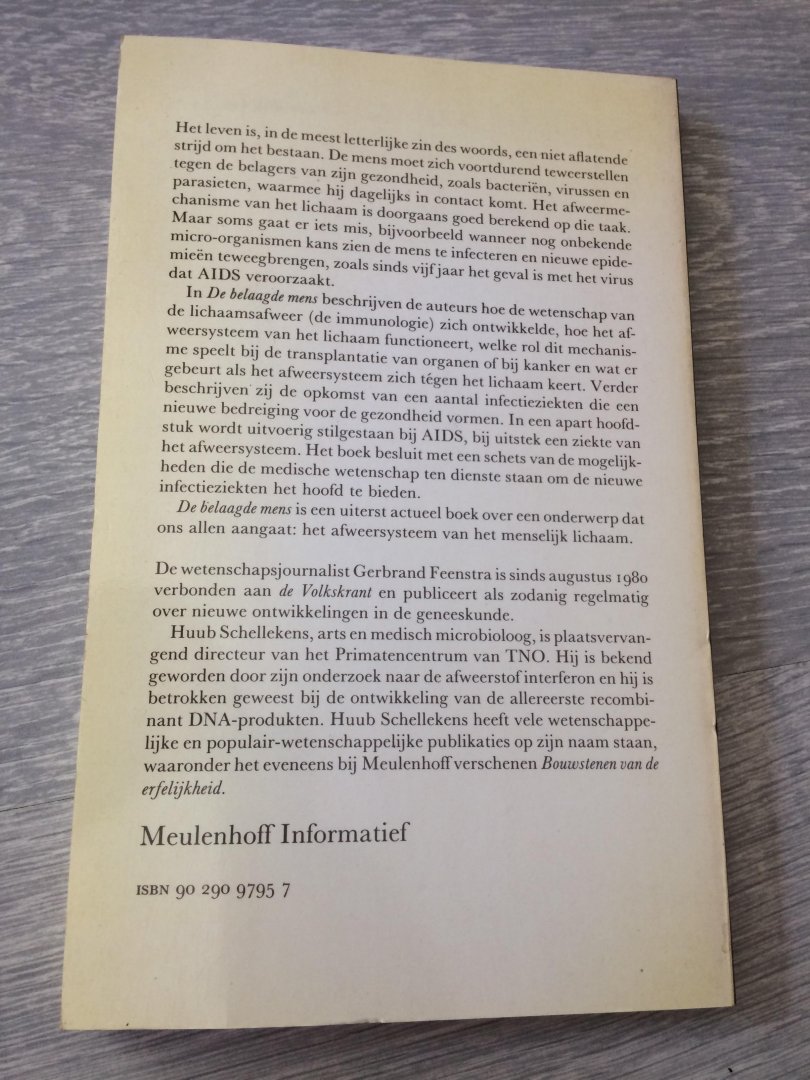 Het leven is, in de meest letterlijke zin des woords, een niet aflatende
strijd om het bestaan. De mens moet zich voortdurend teweerstellen
tegen de belagers van zijn gezondheid, zoals bacteriën, virussen en
parasieten, waarmee hij dagelijks in contact komt. Het afweerme-
chanisme van het lichaam is doorgaans goed berekend op die taak.
Maar soms gaat er iets mis, bijvoorbeeld wanneer nog onbekende
micro-organismen kans zien de mens te infecteren en nieuwe epide-
mieën teweegbrengen, zoals sinds vijf jaar het geval is met het virus
dat AIDS veroorzaakt.
In De belaagde mens beschrijven de auteurs hoe de wetenschap van
de lichaamsafweer (de immunologie) zich ontwikkelde, hoe het af-
weersysteem van het lichaam functioneert, welke rol dit mechanis-
me speelt bij de transplantatie van organen of bij kanker en wat er
gebeurt als het afweersysteem zich tégen het lichaam keert. Verder
beschrijven zij de opkomst van een aantal infectieziekten die een
nieuwe bedreiging voor de gezondheid vormen. In een apart hoofd-
stuk wordt uitvoerig stilgestaan bij AIDS, bij uitstek een ziekte van
het afweersysteem. Het boek besluit met een schets van de mogelijk-
heden die de medische wetenschap ten dienste staan om de nieuwe
infectieziekten het hoofd te bieden.
De belaagde mens is een uiterst actueel boek over een onderwerp dat
ons allen aangaat: het afweersysteem van het menselijk lichaam.
De wetenschapsjournalist Gerbrand Feenstra is sinds augustus 1980
verbonden aan de Volkskrant en publiceert als zodanig regelmatig
over nieuwe ontwikkelingen in de geneeskunde.
Huub Schellekens, arts en medisch microbioloog, is plaatsvervan-
gend directeur van het Primatencentrum van TNO. Hij is bekend
geworden door zijn onderzoek naar de afweerstof interferon en hij is
betrokken geweest bij de ontwikkeling van de allereerste recombi-
nant DNA-produkten. Huub Schellekens heeft vele wetenschappe-
lijke en populair-wetenschappelijke publikaties op zijn naam staan,
waaronder het eveneens bij Meulenhoff verschenen Bouwstenen van de
erfelijkheid.
Meulenhoff Informatief
ISBN 90 290 9795 7